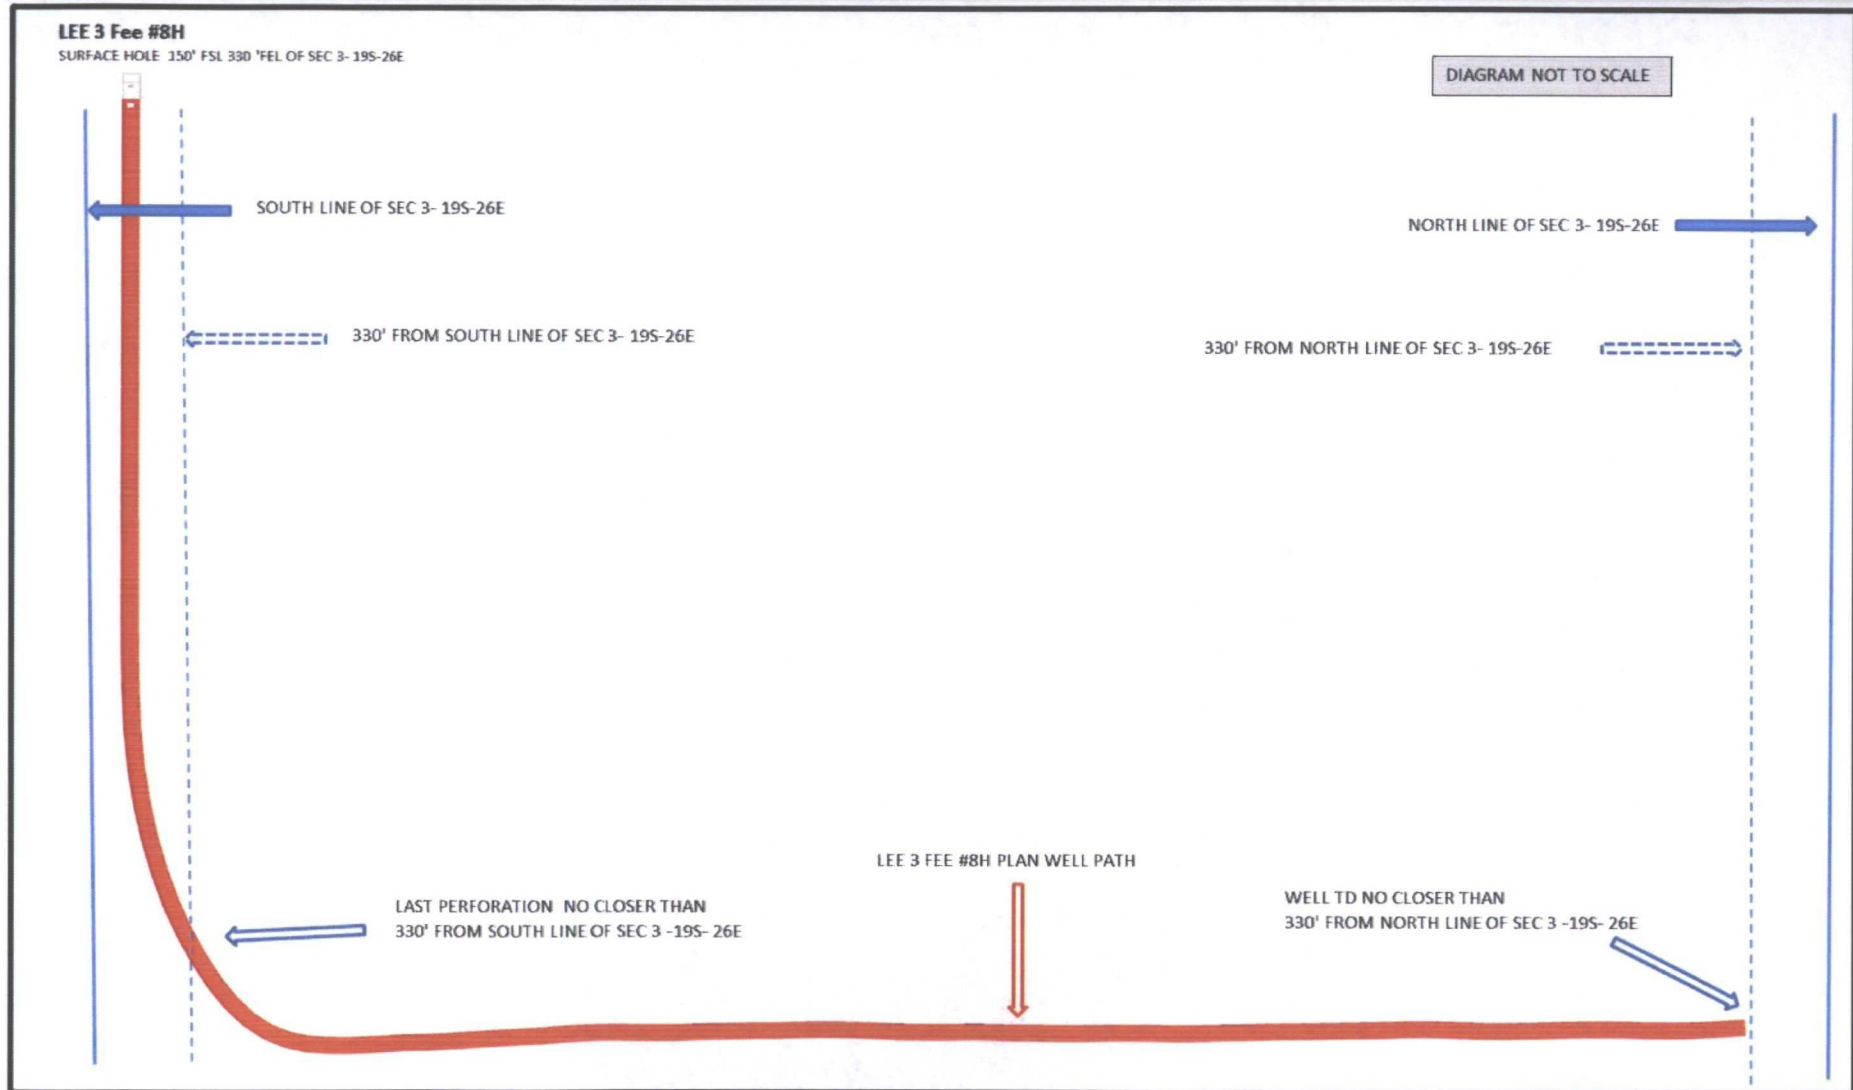 LEE 3 Fee #8H
SURFACE HOLE 150' FSL 330 'FEL OF SEC 3- 19S-26E
DIAGRAM NOT TO SCALE
SOUTH LINE OF SEC 3- 19S-26E
NORTH LINE OF SEC 3- 19S-26E
330' FROM SOUTH LINE OF SEC 3- 19S-26E
330' FROM NORTH LINE OF SEC 3- 19S-26E
LEE 3 FEE #8H PLAN WELL PATH
LAST PERFORATION NO CLOSER THAN
330' FROM SOUTH LINE OF SEC 3 -19S- 26E
WELL TD NO CLOSER THAN
330' FROM NORTH LINE OF SEC 3 -19S- 26E